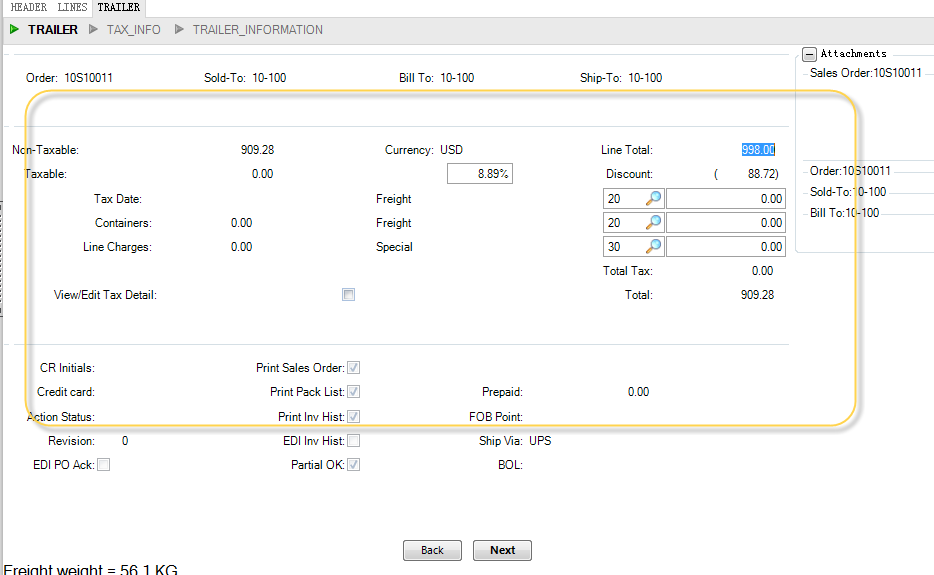 HEADER LINES TRAILER
TRAILER TAX_INFO TRAILER_INFORMATION
Attachments
Sales Order:10S10011
Order: 10S10011 Sold-To: 10-100 Bill To: 10-100 Ship-To: 10-100
Non-Taxable: 909.28 Currency: USD Line Total: 998.00
Taxable: 0.00 8.89% Discount: ( 88.72)
Order:10S10011
Sold-To:10-100
Bill To:10-100
Tax Date: Freight 20 0.00
Containers: 0.00 Freight 20 0.00
Line Charges: 0.00 Special 30 0.00
Total Tax: 0.00
View/Edit Tax Detail: Total: 909.28
CR Initials: Print Sales Order:
Credit card: Print Pack List: Prepaid: 0.00
Action Status: Print Inv Hist: FOB Point:
Revision: 0 EDI Inv Hist: Ship Via: UPS
EDI PO Ack: Partial OK: BOL:
Back Next
Freight weight = 56.1 KG